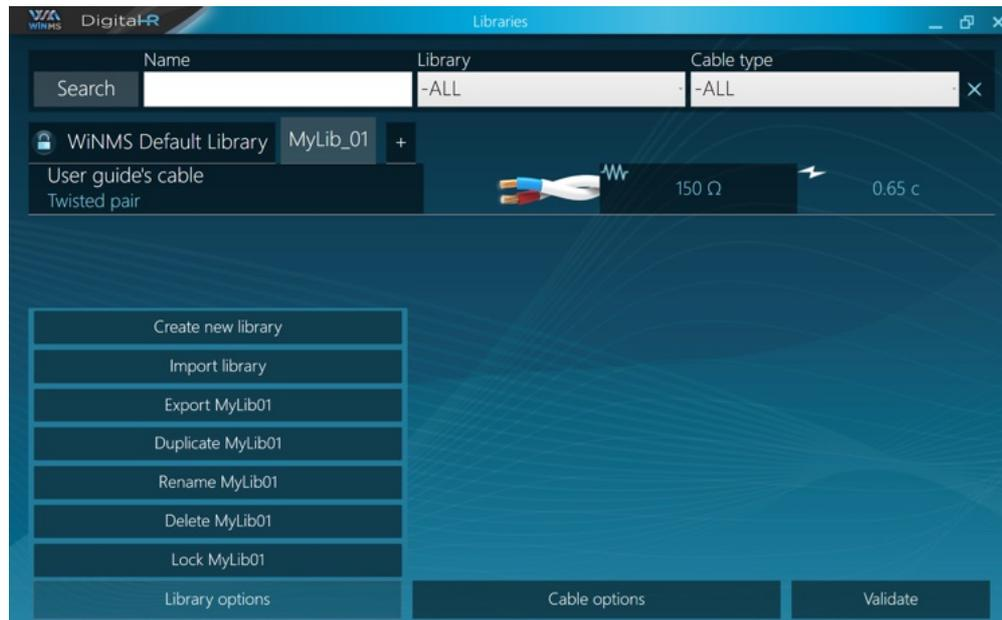 WiNMS DigitalHR Libraries
Name Library Cable type
Search -ALL -ALL
WiNMS Default Library MyLib_01 +
User guide's cable
Twisted pair
150 Ω 0.65 c
Create new library
Import library
Export MyLib01
Duplicate MyLib01
Rename MyLib01
Delete MyLib01
Lock MyLib01
Library options Cable options Validate